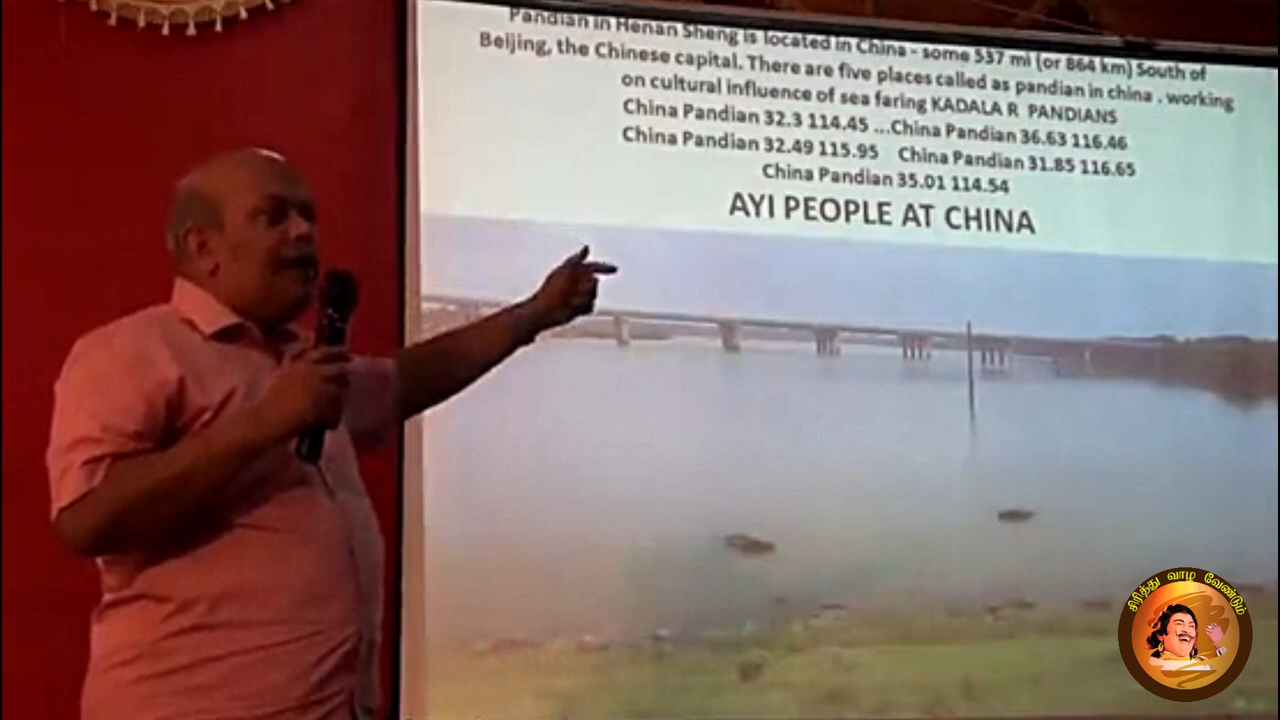 Pandian in Henan Sheng is located in China - some 537 mi (or 864 km) South of
Beijing, the Chinese capital. There are five places called as pandian in china . working
on cultural influence of sea faring KADALA R PANDIANS
China Pandian 32.3 114.45 ...China Pandian 36.63 116.46
China Pandian 32.49 115.95 China Pandian 31.85 116.65
China Pandian 35.01 114.54
AYI PEOPLE AT CHINA
சிரித்து வாழ வேண்டும்